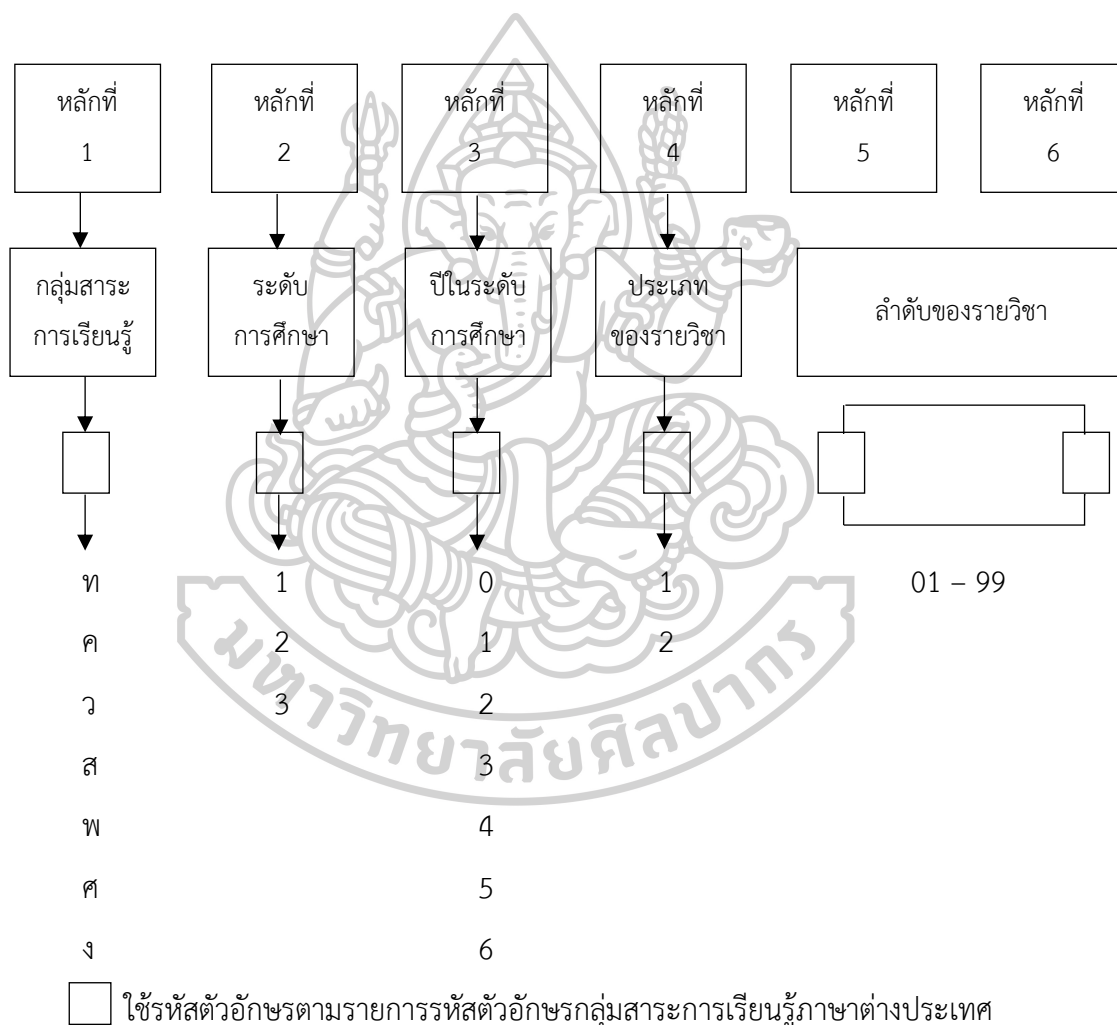 หลักที่ หลักที่ หลักที่ หลักที่ หลักที่ หลักที่
1 2 3 4 5 6
กลุ่มสาระ ระดับ ปีในระดับ ประเภท
การเรียนรู้ การศึกษา การศึกษา ของรายวิชา ลำดับของรายวิชา
ท 1 0 1 01 – 99
ค 2 1 2
ว 3 2
ส 3
พ 4
ศ 5
ง 6
ใช้รหัสตัวอักษรตามรายการรหัสตัวอักษรกลุ่มสาระการเรียนรู้ภาษาต่างประเทศ
มหาวิทยาลัยศิลปากร